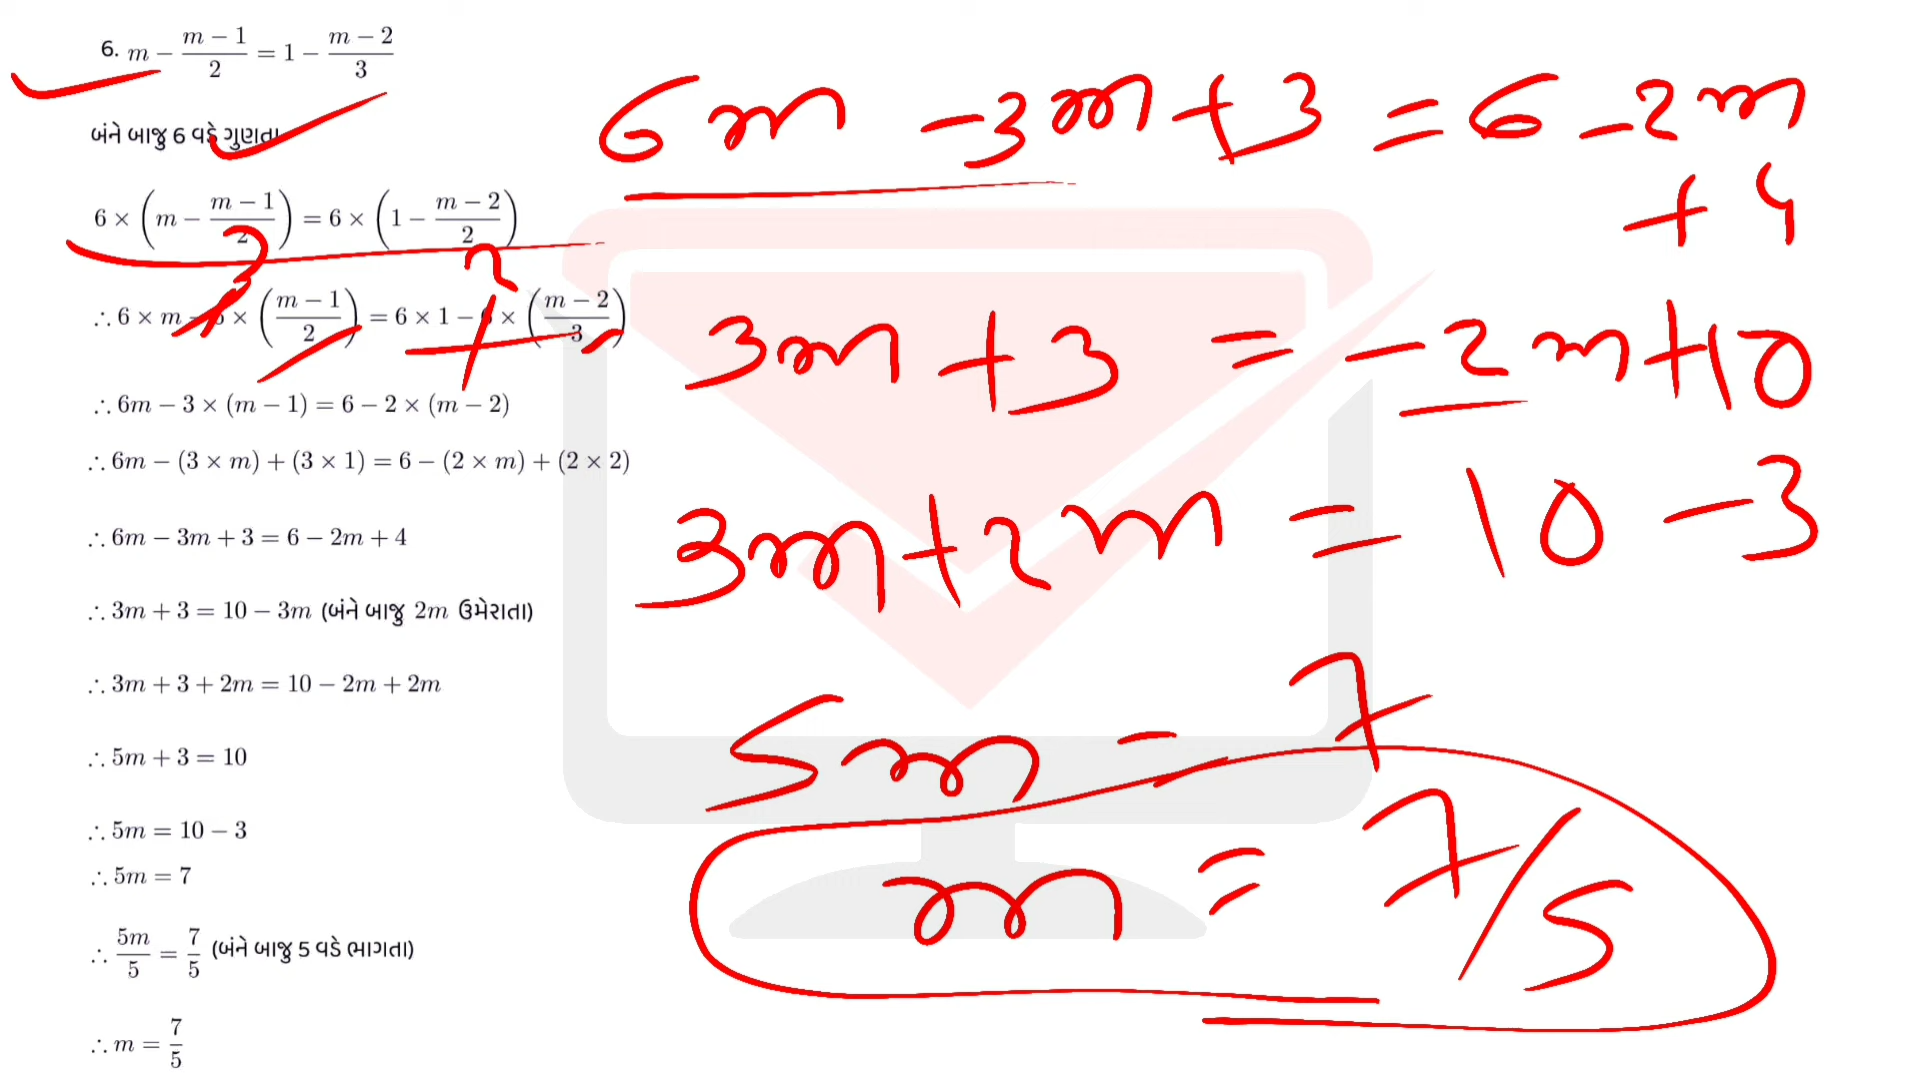 6. m − (m − 1)/2 = 1 − (m − 2)/3
બંને બાજુ 6 વડે ગુણતા
6 × (m − (m − 1)/2) = 6 × (1 − (m − 2)/2)
∴ 6 × m − 6 × ((m − 1)/2) = 6 × 1 − 6 × ((m − 2)/3)
3 2
∴ 6m − 3 × (m − 1) = 6 − 2 × (m − 2)
∴ 6m − (3 × m) + (3 × 1) = 6 − (2 × m) + (2 × 2)
∴ 6m − 3m + 3 = 6 − 2m + 4
∴ 3m + 3 = 10 − 3m (બંને બાજુ 2m ઉમેરાતા)
∴ 3m + 3 + 2m = 10 − 2m + 2m
∴ 5m + 3 = 10
∴ 5m = 10 − 3
∴ 5m = 7
∴ 5m/5 = 7/5 (બંને બાજુ 5 વડે ભાગતા)
∴ m = 7/5
6m − 3m + 3 = 6 − 2m
+ 4
3m + 3 = − 2m + 10
3m + 2m = 10 − 3
5m = 7
m = 7/5